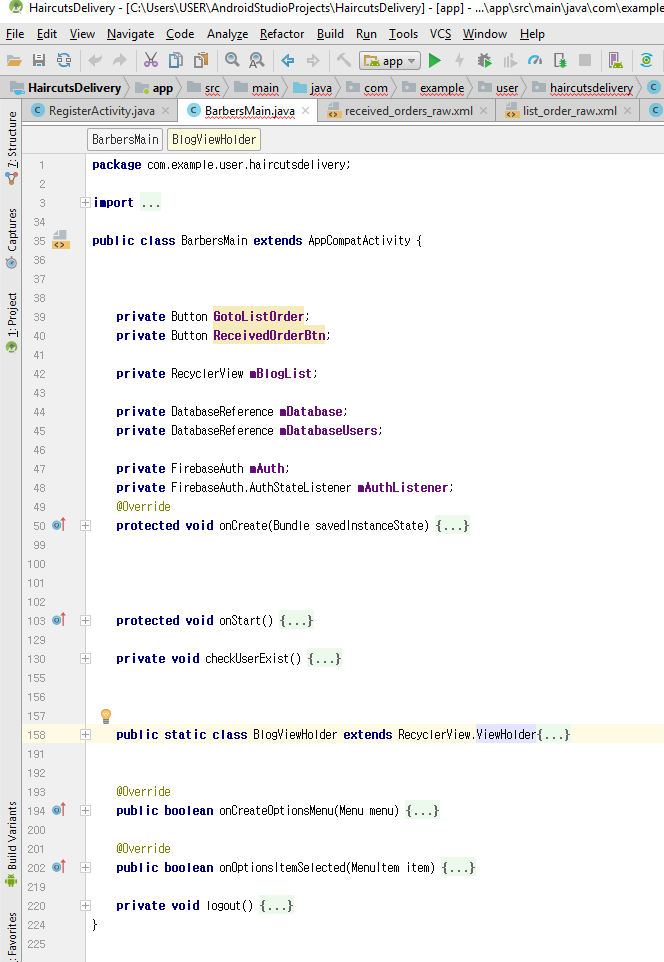 HaircutsDelivery - [C:\Users\USER\AndroidStudioProjects\HaircutsDelivery] - [app] - ...\app\src\main\java\com\example
File Edit View Navigate Code Analyze Refactor Build Run Tools VCS Window Help
app
HaircutsDelivery app src main java com example user haircutsdelivery
RegisterActivity.java BarbersMain.java received_orders_raw.xml list_order_raw.xml
BarbersMain BlogViewHolder
Z: Structure
Captures
1: Project
Build Variants
: Favorites
1 package com.example.user.haircutsdelivery;
2
3 import ...
34
35 public class BarbersMain extends AppCompatActivity {
36
37
38
39 private Button GotoListOrder;
40 private Button ReceivedOrderBtn;
41
42 private RecyclerView mBlogList;
43
44 private DatabaseReference mDatabase;
45 private DatabaseReference mDatabaseUsers;
46
47 private FirebaseAuth mAuth;
48 private FirebaseAuth.AuthStateListener mAuthListener;
49 @Override
50 protected void onCreate(Bundle savedInstanceState) {...}
99
100
101
102
103 protected void onStart() {...}
129
130 private void checkUserExist() {...}
155
156
157
158 public static class BlogViewHolder extends RecyclerView.ViewHolder{...}
191
192
193 @Override
194 public boolean onCreateOptionsMenu(Menu menu) {...}
200
201 @Override
202 public boolean onOptionsItemSelected(MenuItem item) {...}
219
220 private void logout() {...}
224 }
225